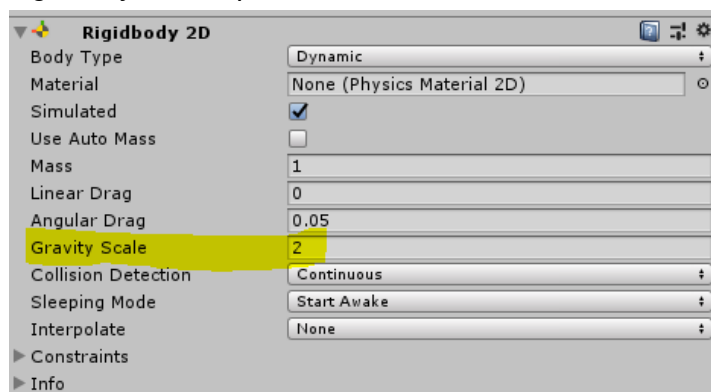 Rigidbody 2D
Body Type Dynamic
Material None (Physics Material 2D)
Simulated
Use Auto Mass
Mass 1
Linear Drag 0
Angular Drag 0.05
Gravity Scale 2
Collision Detection Continuous
Sleeping Mode Start Awake
Interpolate None
Constraints
Info